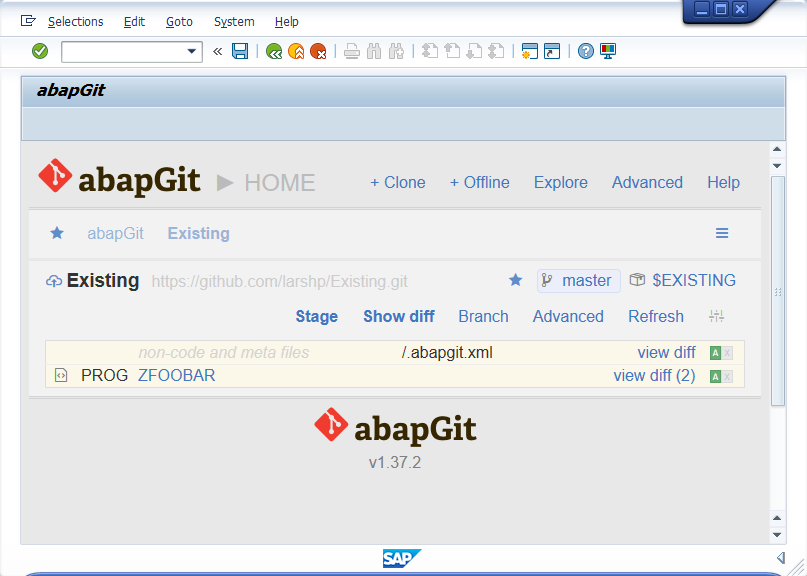 Selections Edit Goto System Help
abapGit
abapGit HOME + Clone + Offline Explore Advanced Help
abapGit Existing
Existing https://github.com/larshp/Existing.git master $EXISTING
Stage Show diff Branch Advanced Refresh
non-code and meta files /.abapgit.xml view diff A X
PROG ZFOOBAR view diff (2) A X
abapGit
v1.37.2
SAP